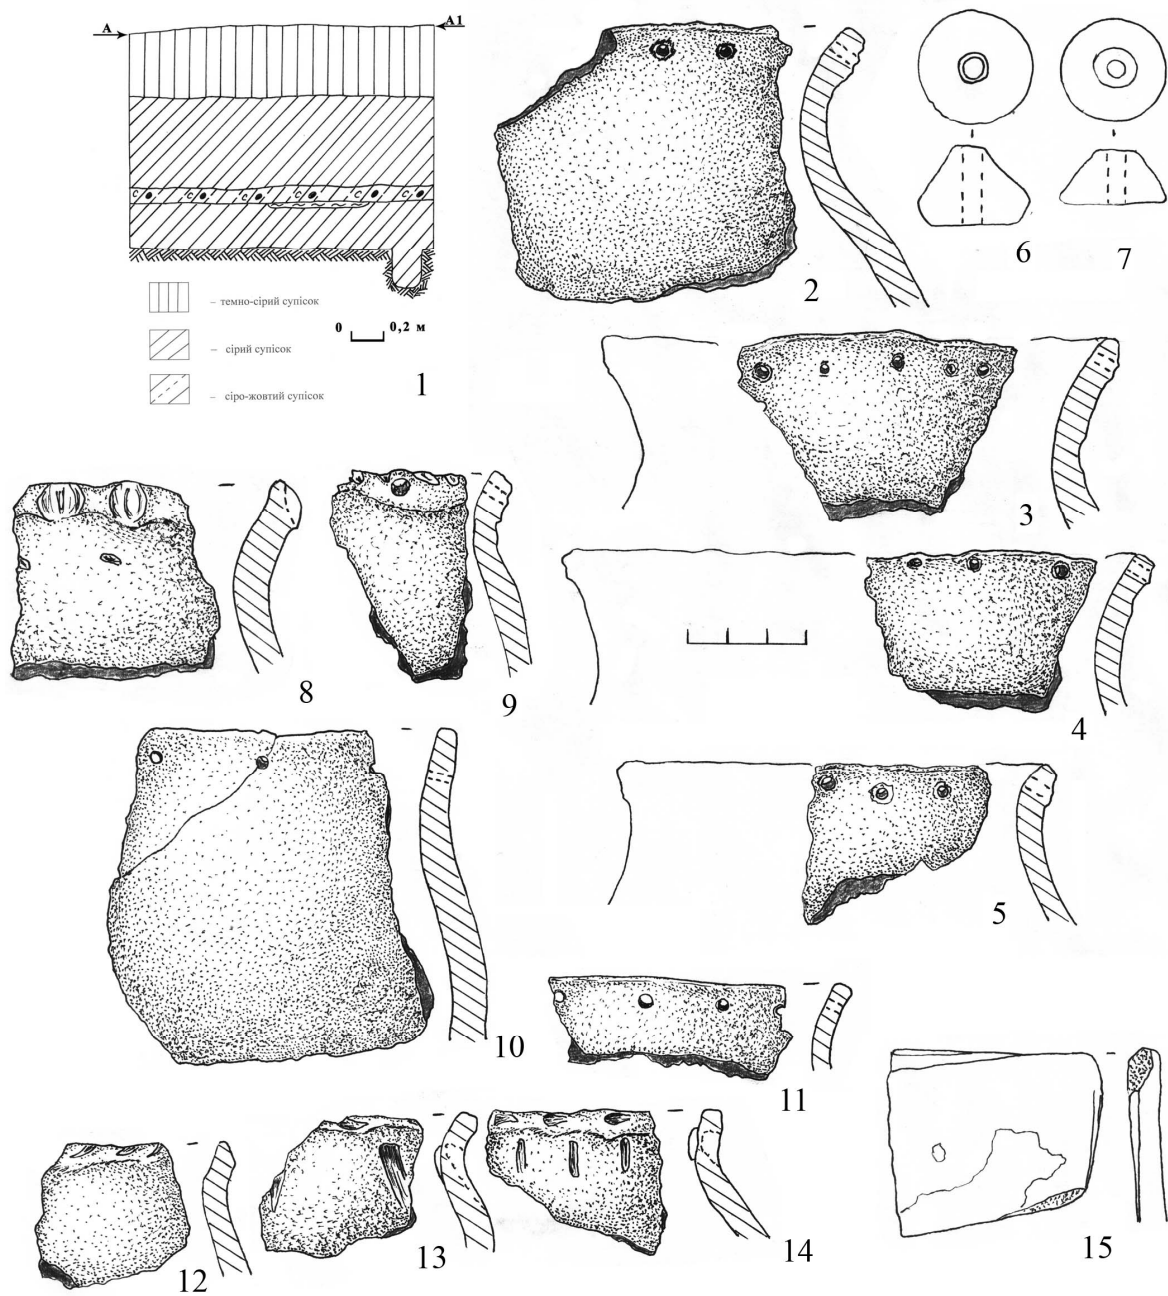 А
А1
– темно-сірий супісок
0 0,2 м
– сірий супісок
– сіро-жовтий супісок
1
2
6
7
3
8
9
4
5
10
11
12
13
14
15